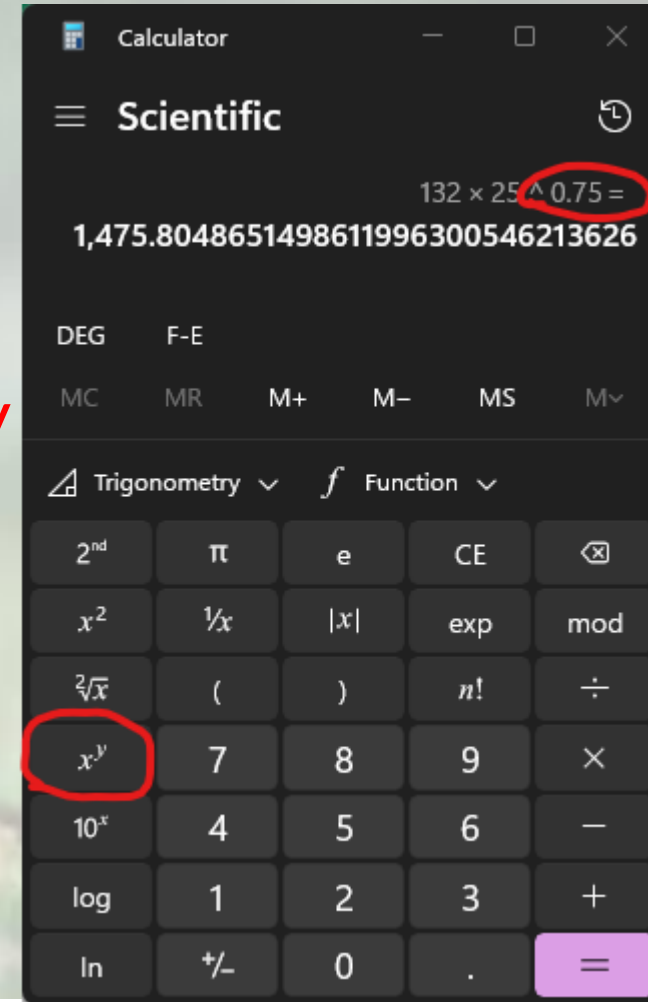 Calculator
Scientific
132 × 25 ^ 0.75 =
1,475.8048651498611996300546213626
DEG F-E
MC MR M+ M− MS M
Trigonometry f Function
2ⁿᵈ π e CE
x² ¹/x |x| exp mod
²√x ( ) n! ÷
xʸ 7 8 9 ×
10ˣ 4 5 6 −
log 1 2 3 +
ln +/− 0 . =